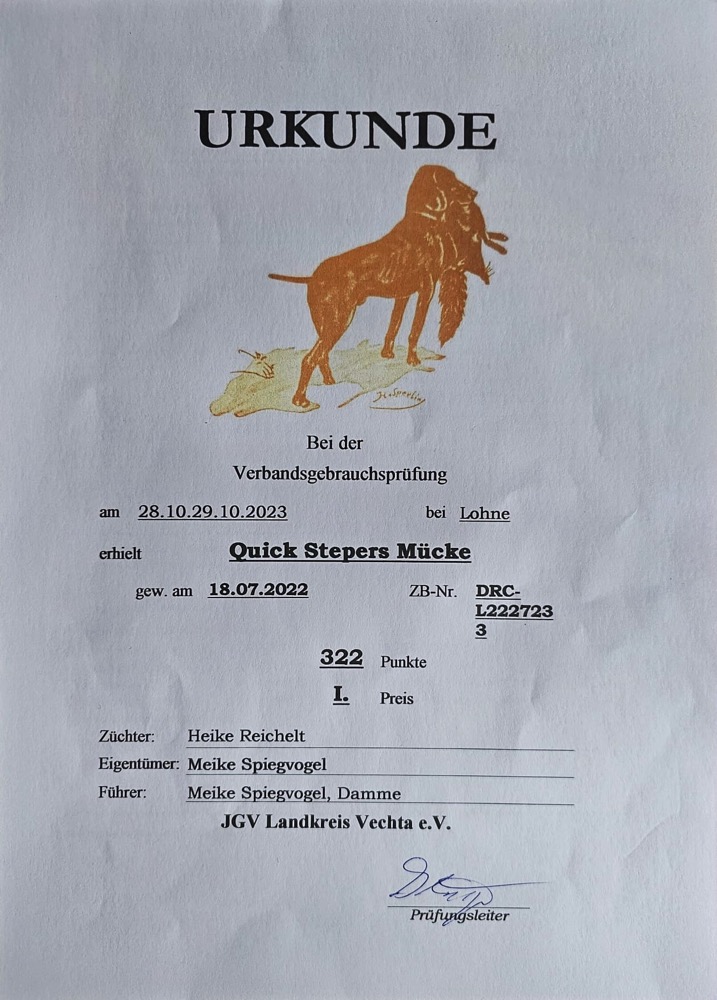 URKUNDE
H. Sperling
Bei der
Verbandsgebrauchsprüfung
am 28.10.29.10.2023 bei Lohne
erhielt Quick Stepers Mücke
gew. am 18.07.2022 ZB-Nr. DRC-
L222723
3
322 Punkte
I. Preis
Züchter: Heike Reichelt
Eigentümer: Meike Spiegvogel
Führer: Meike Spiegvogel, Damme
JGV Landkreis Vechta e.V.
Prüfungsleiter